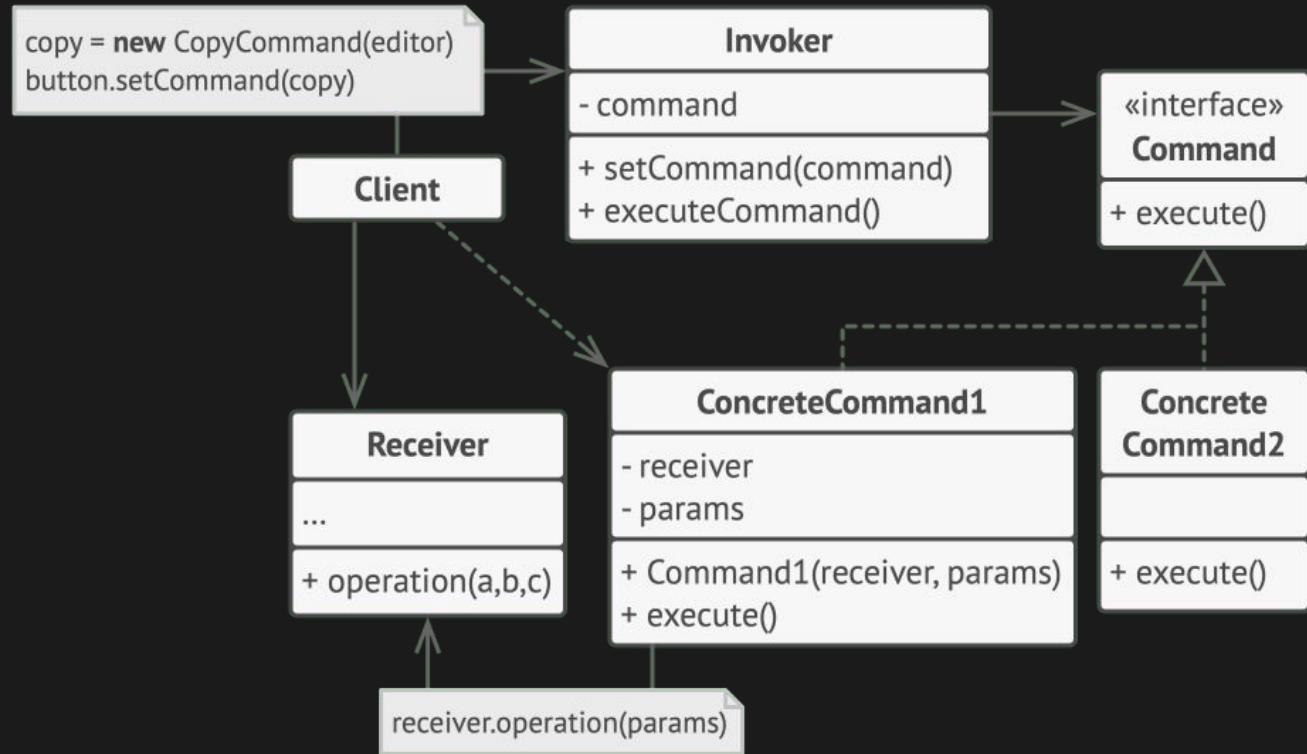 copy = new CopyCommand(editor)
button.setCommand(copy)
Invoker
- command
+ setCommand(command)
+ executeCommand()
«interface»
Command
+ execute()
Client
Receiver
...
+ operation(a,b,c)
ConcreteCommand1
- receiver
- params
+ Command1(receiver, params)
+ execute()
Concrete
Command2
+ execute()
receiver.operation(params)